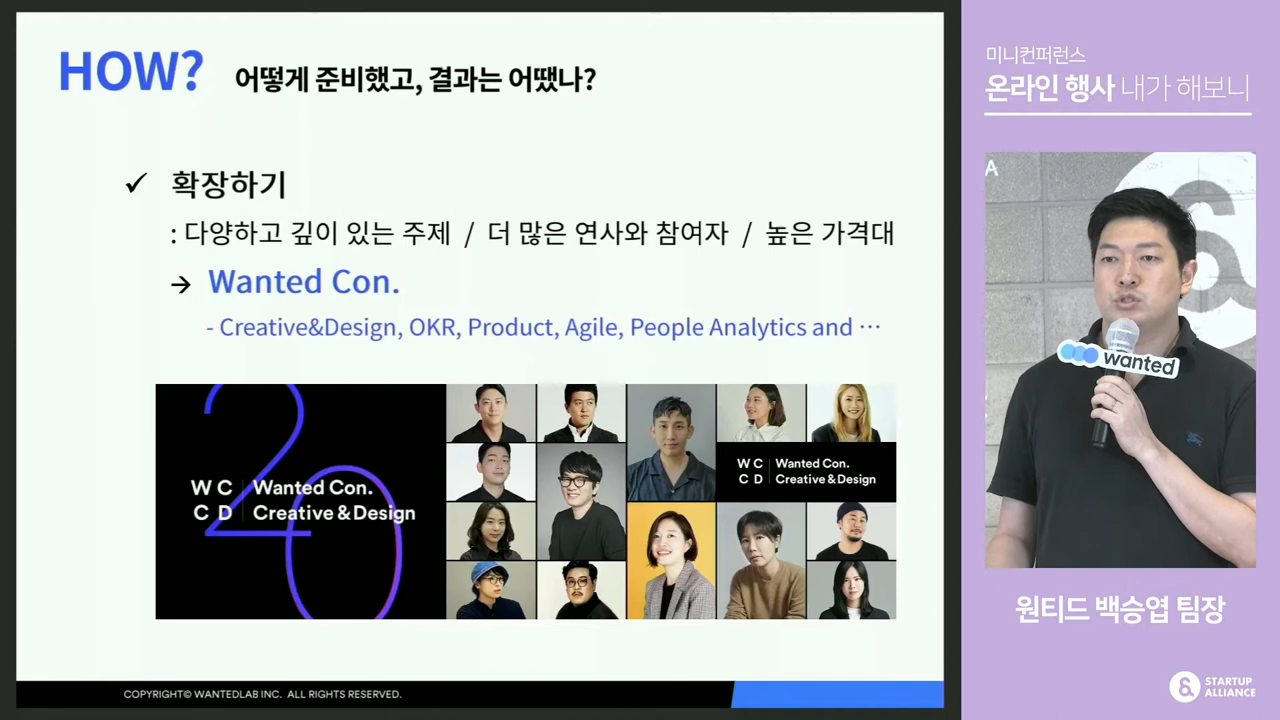 HOW? 어떻게 준비했고, 결과는 어땠나?
✓ 확장하기
: 다양하고 깊이 있는 주제 / 더 많은 연사와 참여자 / 높은 가격대
→ Wanted Con.
- Creative&Design, OKR, Product, Agile, People Analytics and ···
20
W C | Wanted Con.
C D | Creative & Design
W C | Wanted Con.
C D | Creative & Design
COPYRIGHT© WANTEDLAB INC. ALL RIGHTS RESERVED.
미니컨퍼런스
온라인 행사 내가 해보니
A
wanted
원티드 백승엽 팀장
STARTUP
ALLIANCE